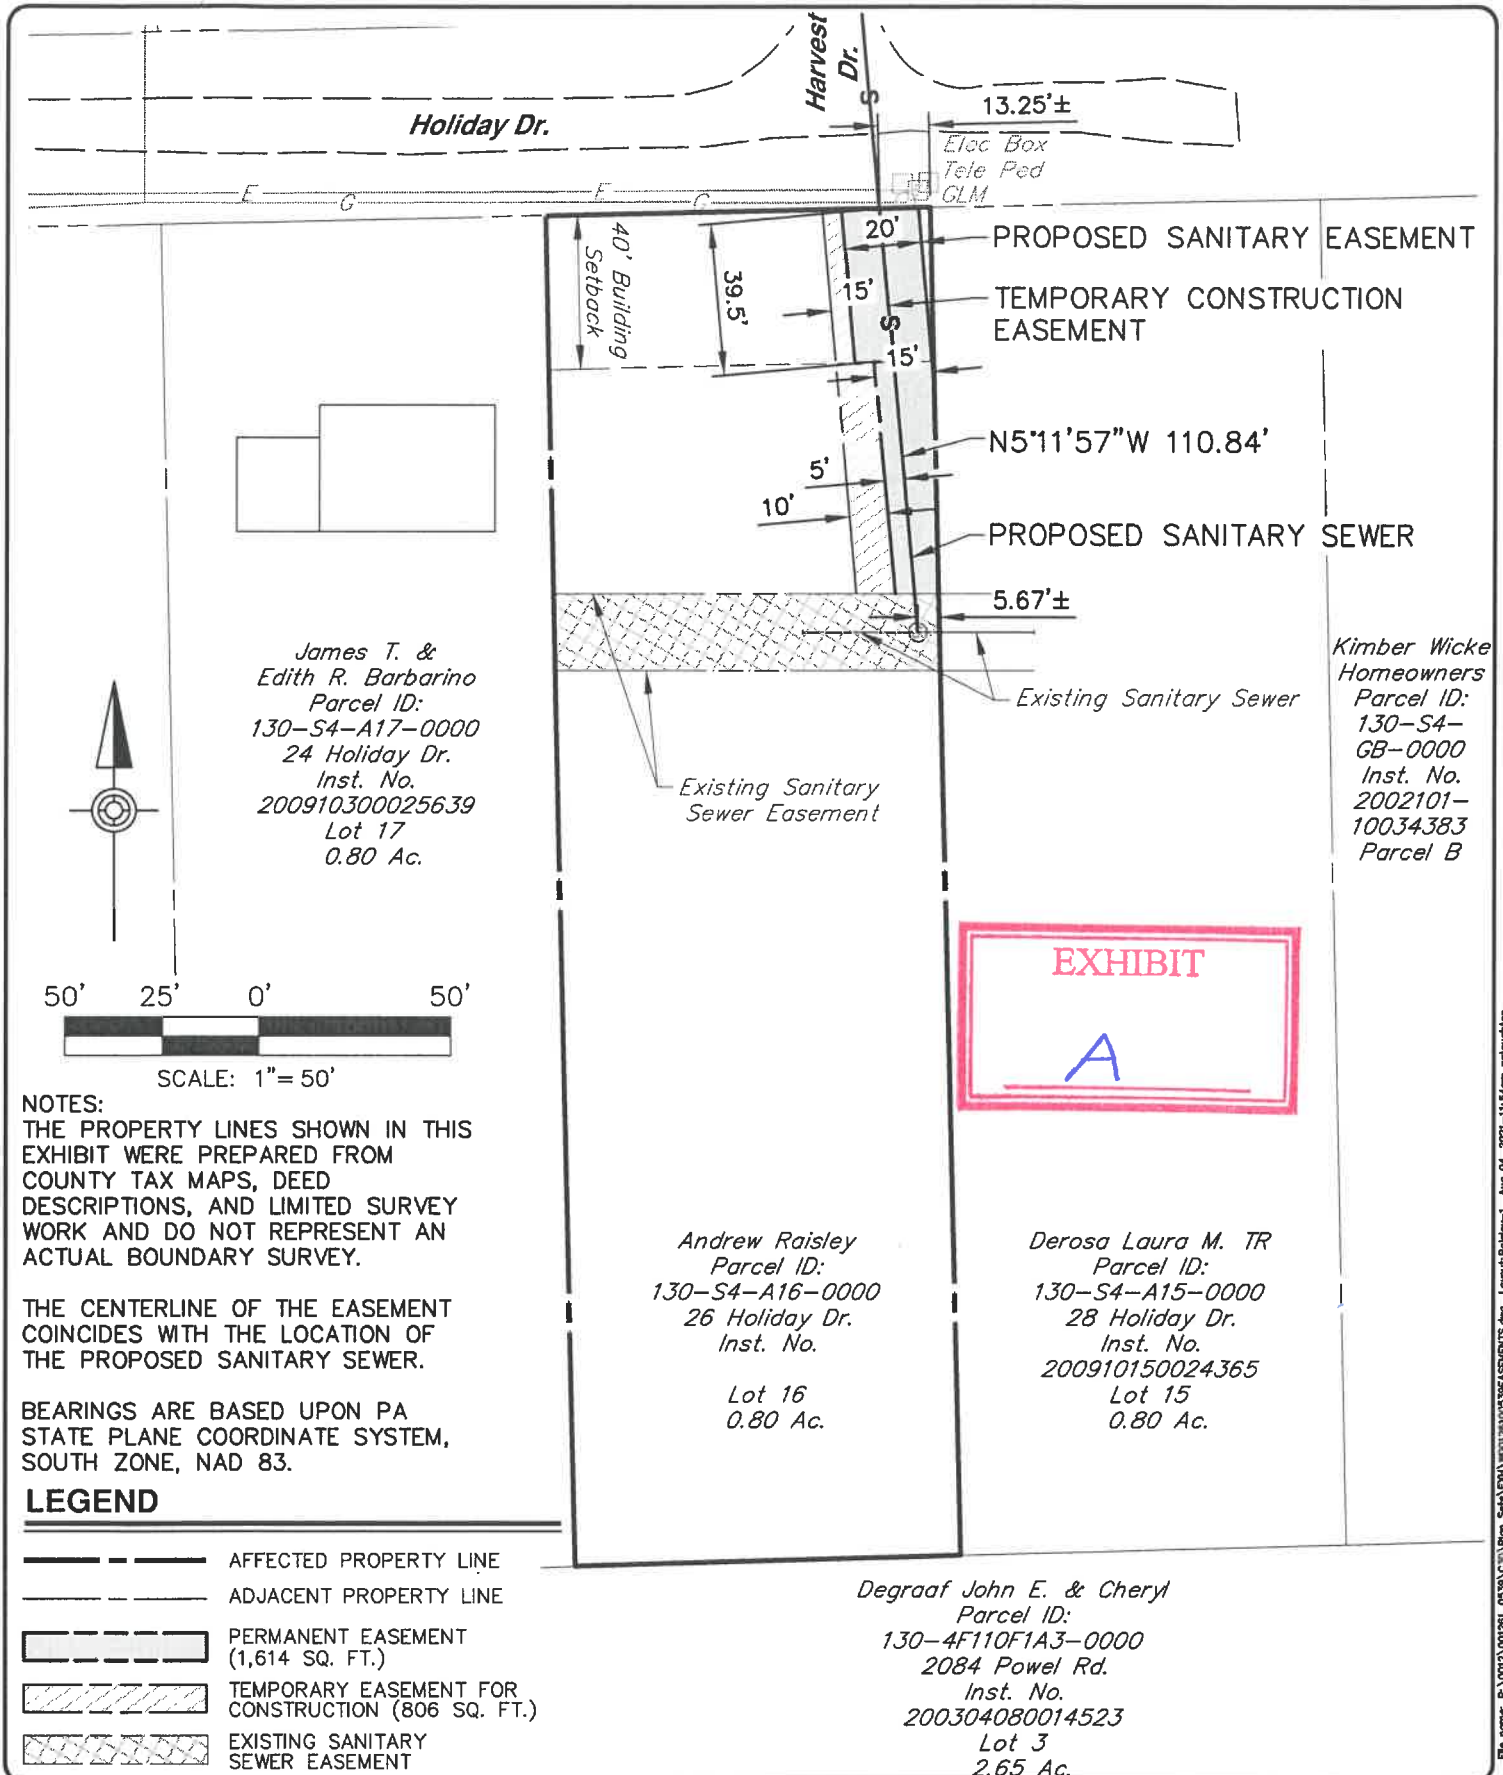 Harvest
Dr.
Holiday Dr.
S
13.25'±
Elec Box
Tele Ped
GLM
E
G
E
G
40' Building
Setback
39.5'
20'
15'
S
15'
PROPOSED SANITARY EASEMENT
TEMPORARY CONSTRUCTION
EASEMENT
N5°11'57"W 110.84'
5'
10'
PROPOSED SANITARY SEWER
5.67'±
Existing Sanitary Sewer
Existing Sanitary
Sewer Easement
James T. &
Edith R. Barbarino
Parcel ID:
130-S4-A17-0000
24 Holiday Dr.
Inst. No.
200910300025639
Lot 17
0.80 Ac.
Kimber Wicke
Homeowners
Parcel ID:
130-S4-
GB-0000
Inst. No.
2002101-
10034383
Parcel B
EXHIBIT
A
50' 25' 0' 50'
SCALE: 1"= 50'
NOTES:
THE PROPERTY LINES SHOWN IN THIS
EXHIBIT WERE PREPARED FROM
COUNTY TAX MAPS, DEED
DESCRIPTIONS, AND LIMITED SURVEY
WORK AND DO NOT REPRESENT AN
ACTUAL BOUNDARY SURVEY.
THE CENTERLINE OF THE EASEMENT
COINCIDES WITH THE LOCATION OF
THE PROPOSED SANITARY SEWER.
BEARINGS ARE BASED UPON PA
STATE PLANE COORDINATE SYSTEM,
SOUTH ZONE, NAD 83.
Andrew Raisley
Parcel ID:
130-S4-A16-0000
26 Holiday Dr.
Inst. No.
Lot 16
0.80 Ac.
Derosa Laura M. TR
Parcel ID:
130-S4-A15-0000
28 Holiday Dr.
Inst. No.
200910150024365
Lot 15
0.80 Ac.
LEGEND
AFFECTED PROPERTY LINE
ADJACENT PROPERTY LINE
PERMANENT EASEMENT
(1,614 SQ. FT.)
TEMPORARY EASEMENT FOR
CONSTRUCTION (806 SQ. FT.)
EXISTING SANITARY
SEWER EASEMENT
Degraaf John E. & Cheryl
Parcel ID:
130-4F110F1A3-0000
2084 Powel Rd.
Inst. No.
200304080014523
Lot 3
2.65 Ac.